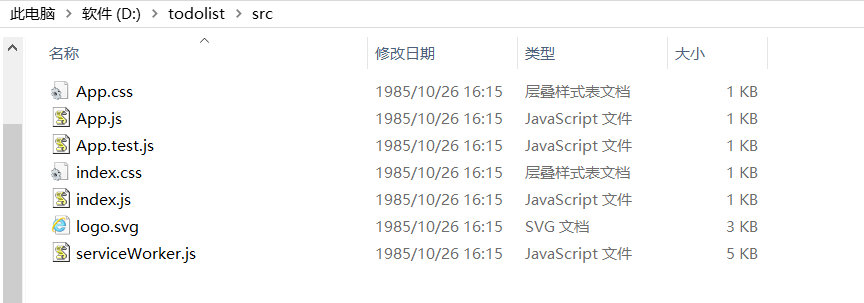 此电脑 > 软件 (D:) > todolist > src
名称 修改日期 类型 大小
App.css 1985/10/26 16:15 层叠样式表文档 1 KB
App.js 1985/10/26 16:15 JavaScript 文件 1 KB
App.test.js 1985/10/26 16:15 JavaScript 文件 1 KB
index.css 1985/10/26 16:15 层叠样式表文档 1 KB
index.js 1985/10/26 16:15 JavaScript 文件 1 KB
logo.svg 1985/10/26 16:15 SVG 文档 3 KB
serviceWorker.js 1985/10/26 16:15 JavaScript 文件 5 KB